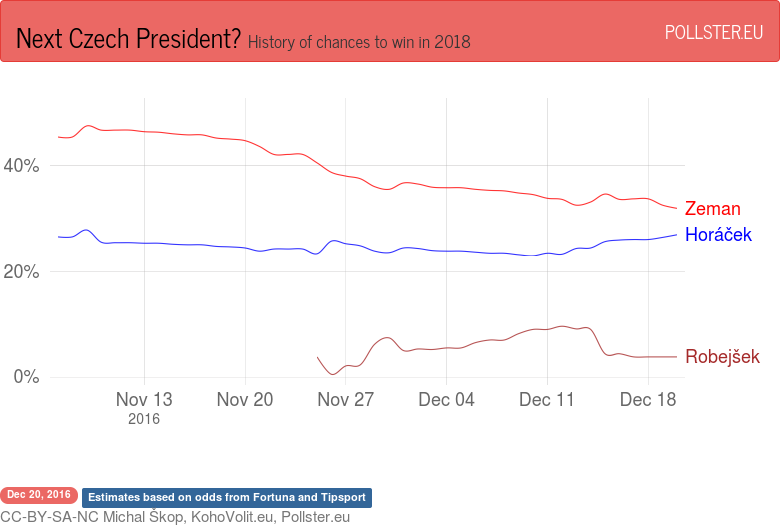 Next Czech President? History of chances to win in 2018
POLLSTER.EU
40%
20%
0%
Zeman
Horáček
Robejšek
Nov 13 Nov 20 Nov 27 Dec 04 Dec 11 Dec 18
2016
Dec 20, 2016 Estimates based on odds from Fortuna and Tipsport
CC-BY-SA-NC Michal Škop, KohoVolit.eu, Pollster.eu